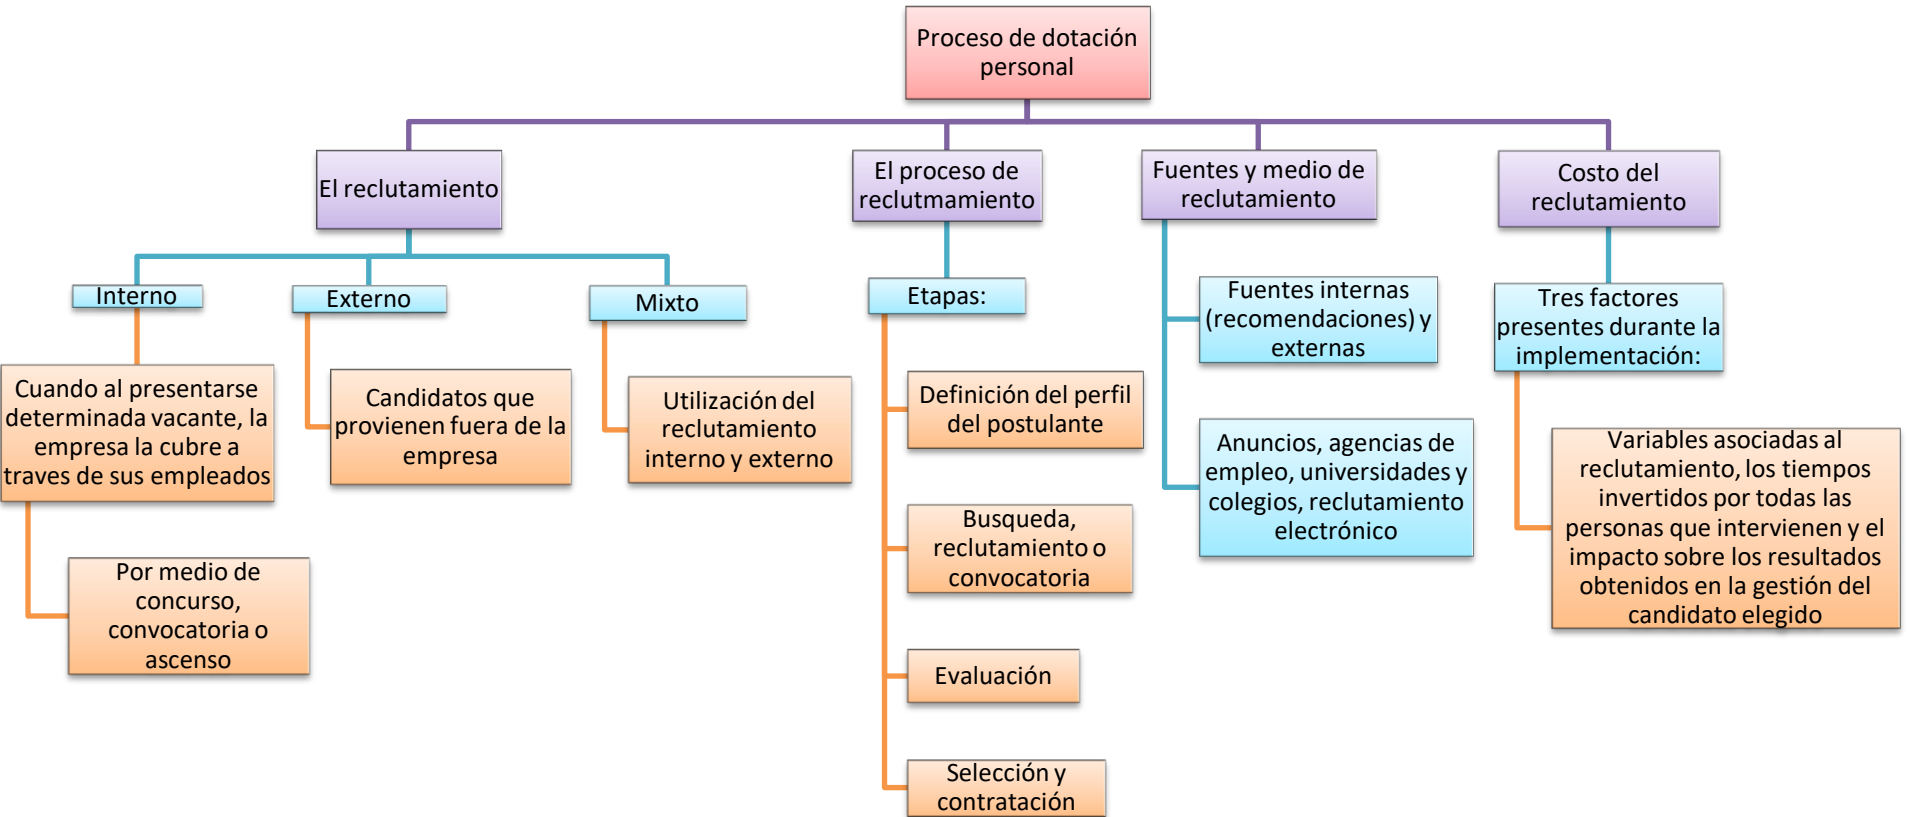 Proceso de dotación
personal
El reclutamiento
El proceso de
reclutmamiento
Fuentes y medio de
reclutamiento
Costo del
reclutamiento
Interno
Externo
Mixto
Etapas:
Fuentes internas
(recomendaciones) y
externas
Tres factores
presentes durante la
implementación:
Cuando al presentarse
determinada vacante, la
empresa la cubre a
traves de sus empleados
Candidatos que
provienen fuera de la
empresa
Utilización del
reclutamiento
interno y externo
Definición del perfil
del postulante
Anuncios, agencias de
empleo, universidades y
colegios, reclutamiento
electrónico
Variables asociadas al
reclutamiento, los tiempos
invertidos por todas las
personas que intervienen y el
impacto sobre los resultados
obtenidos en la gestión del
candidato elegido
Por medio de
concurso,
convocatoria o
ascenso
Busqueda,
reclutamiento o
convocatoria
Evaluación
Selección y
contratación